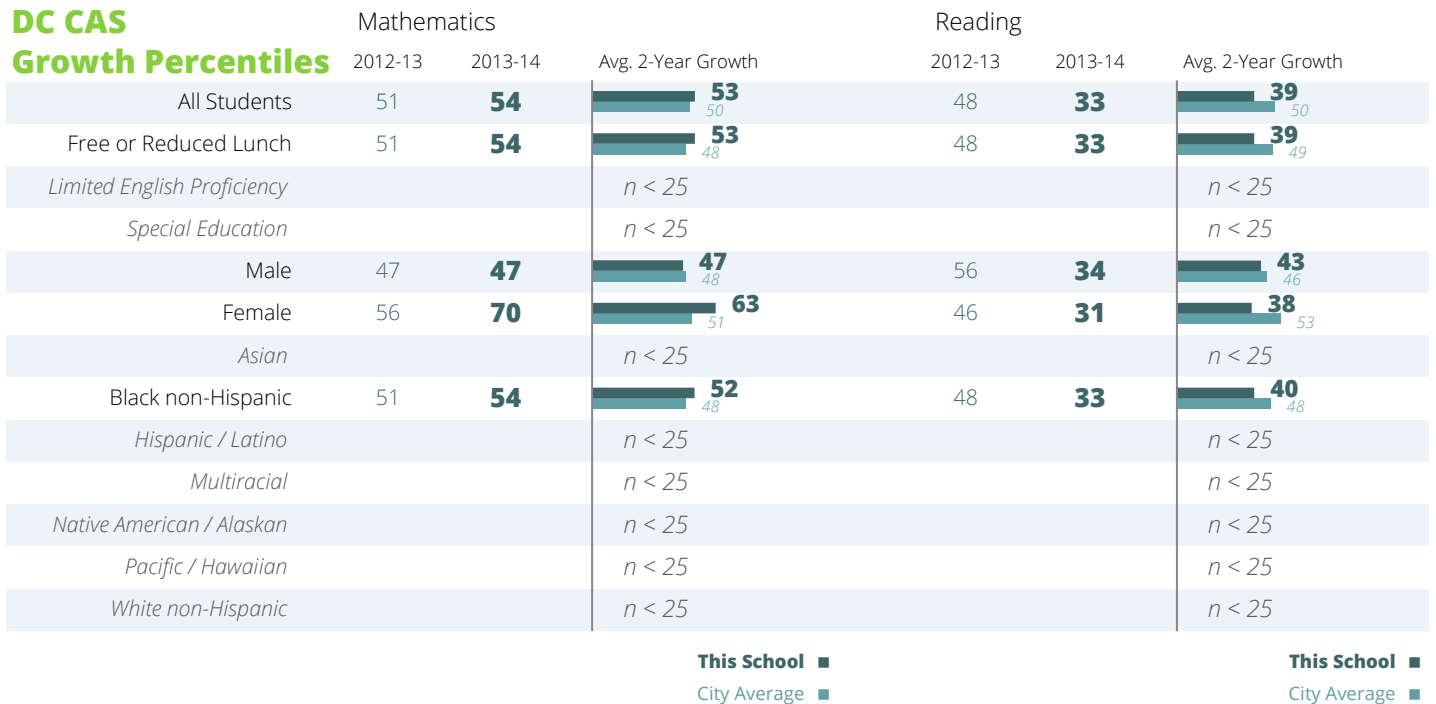 DC CAS Mathematics Reading
Growth Percentiles 2012-13 2013-14 Avg. 2-Year Growth 2012-13 2013-14 Avg. 2-Year Growth
All Students 51 54 53 50 48 33 39 50
Free or Reduced Lunch 51 54 53 48 48 33 39 49
Limited English Proficiency n < 25 n < 25
Special Education n < 25 n < 25
Male 47 47 47 48 56 34 43 46
Female 56 70 63 51 46 31 38 53
Asian n < 25 n < 25
Black non-Hispanic 51 54 52 48 48 33 40 48
Hispanic / Latino n < 25 n < 25
Multiracial n < 25 n < 25
Native American / Alaskan n < 25 n < 25
Pacific / Hawaiian n < 25 n < 25
White non-Hispanic n < 25 n < 25
This School This School
City Average City Average